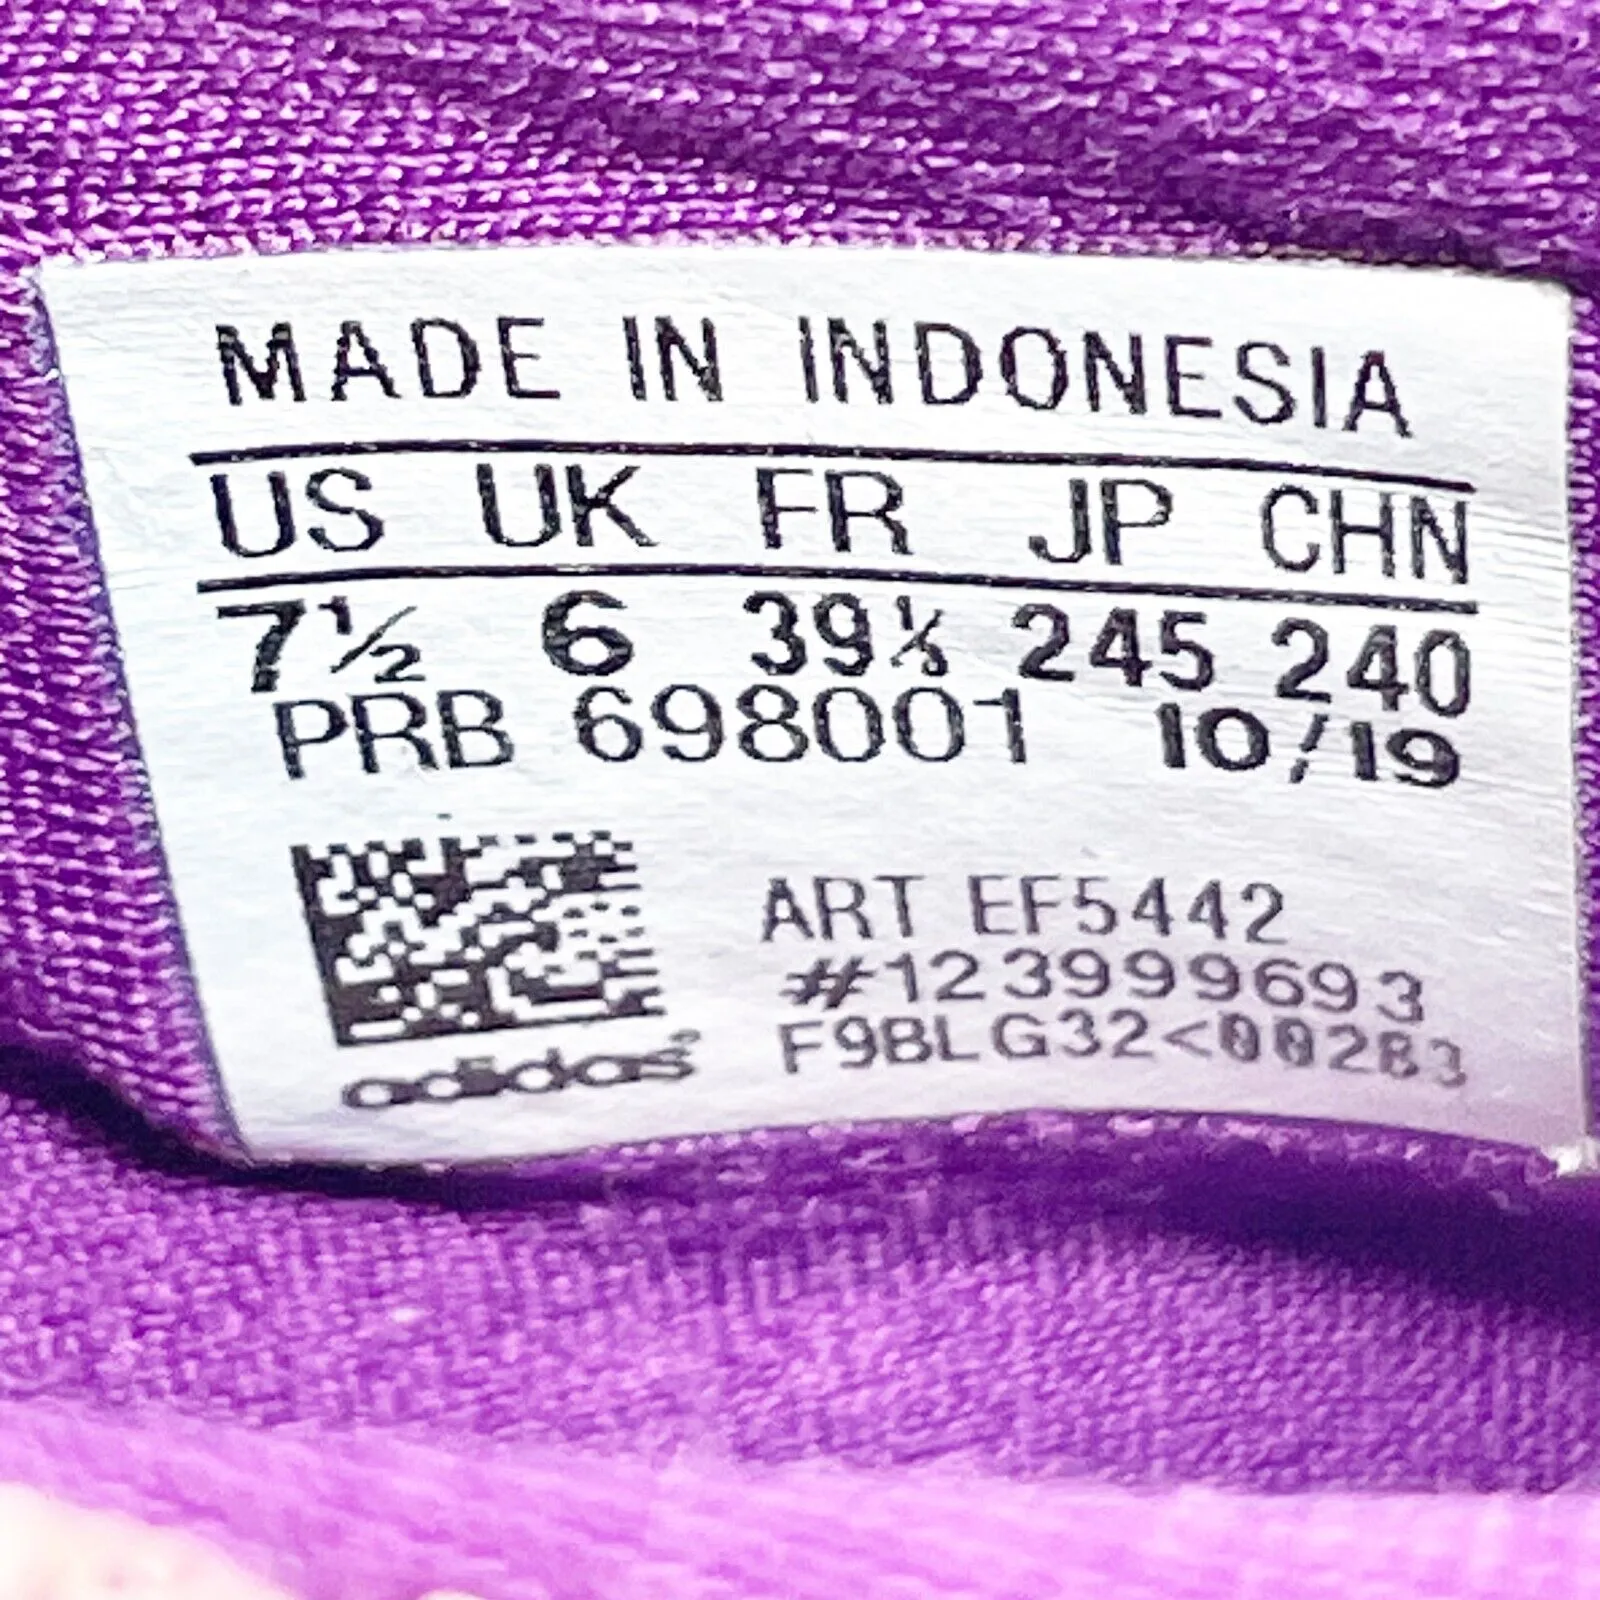 MADE IN INDONESIA
US UK FR JP CHN
7½ 6 39⅓ 245 240
PRB 698001 10/19
ART EF5442
#123999693
F9BLG32<00283
adidas